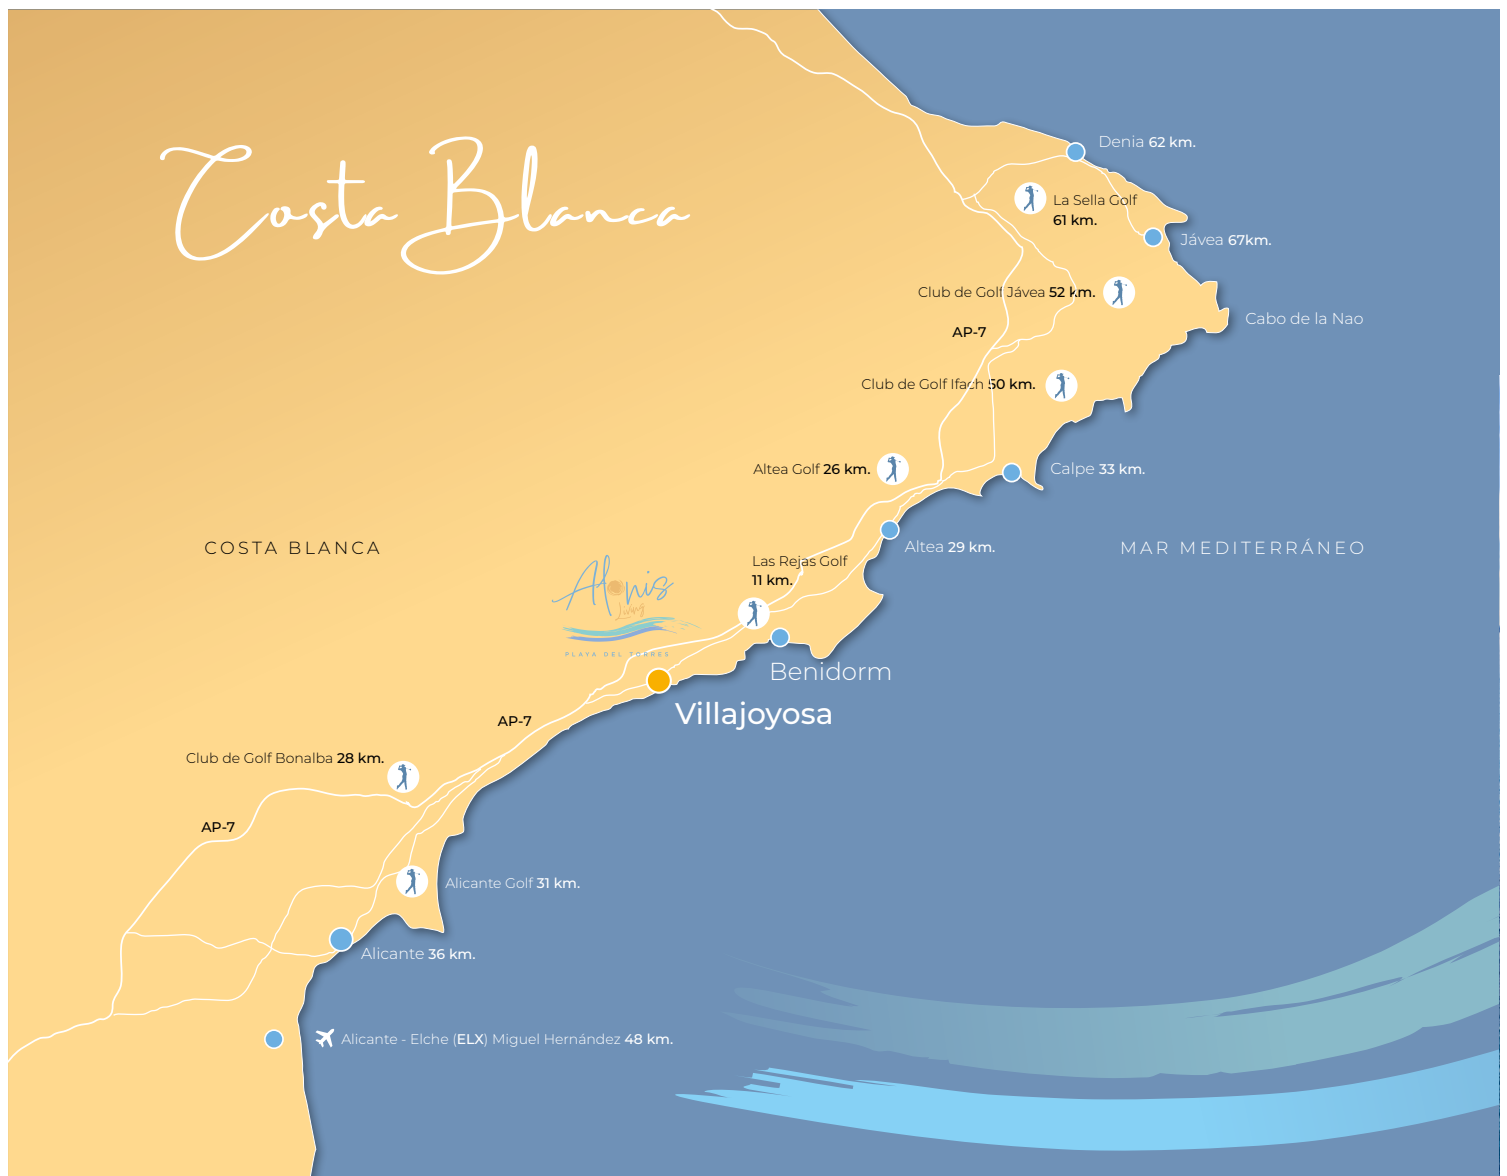 Costa Blanca
Denia 62 km.
La Sella Golf
61 km.
Jávea 67km.
Club de Golf Jávea 52 km.
Cabo de la Nao
AP-7
Club de Golf Ifach 50 km.
Altea Golf 26 km.
Calpe 33 km.
COSTA BLANCA
Altea 29 km.
MAR MEDITERRÁNEO
Las Rejas Golf
11 km.
Alonis
Living
PLAYA DEL TORRES
Benidorm
Villajoyosa
AP-7
Club de Golf Bonalba 28 km.
AP-7
Alicante Golf 31 km.
Alicante 36 km.
Alicante - Elche (ELX) Miguel Hernández 48 km.